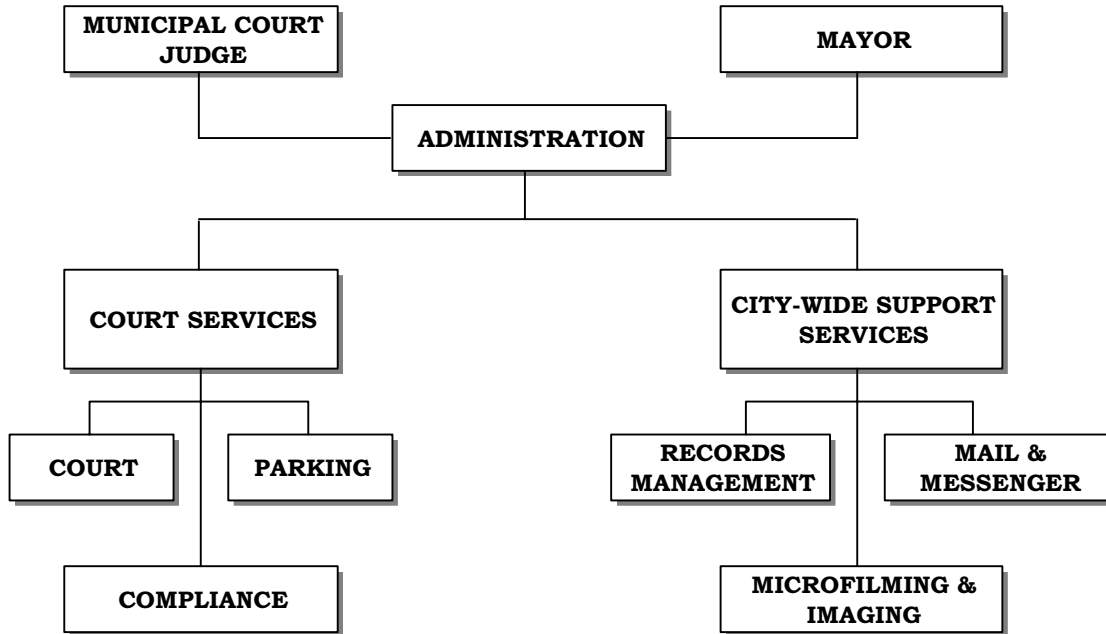 MUNICIPAL COURT
JUDGE
MAYOR
ADMINISTRATION
COURT SERVICES
CITY-WIDE SUPPORT
SERVICES
COURT
PARKING
RECORDS
MANAGEMENT
MAIL &
MESSENGER
COMPLIANCE
MICROFILMING &
IMAGING